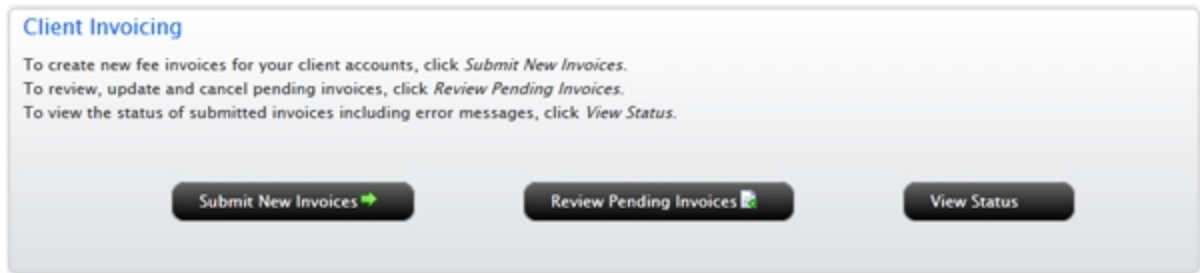 Client Invoicing
To create new fee invoices for your client accounts, click Submit New Invoices.
To review, update and cancel pending invoices, click Review Pending Invoices.
To view the status of submitted invoices including error messages, click View Status.
Submit New Invoices
Review Pending Invoices
View Status